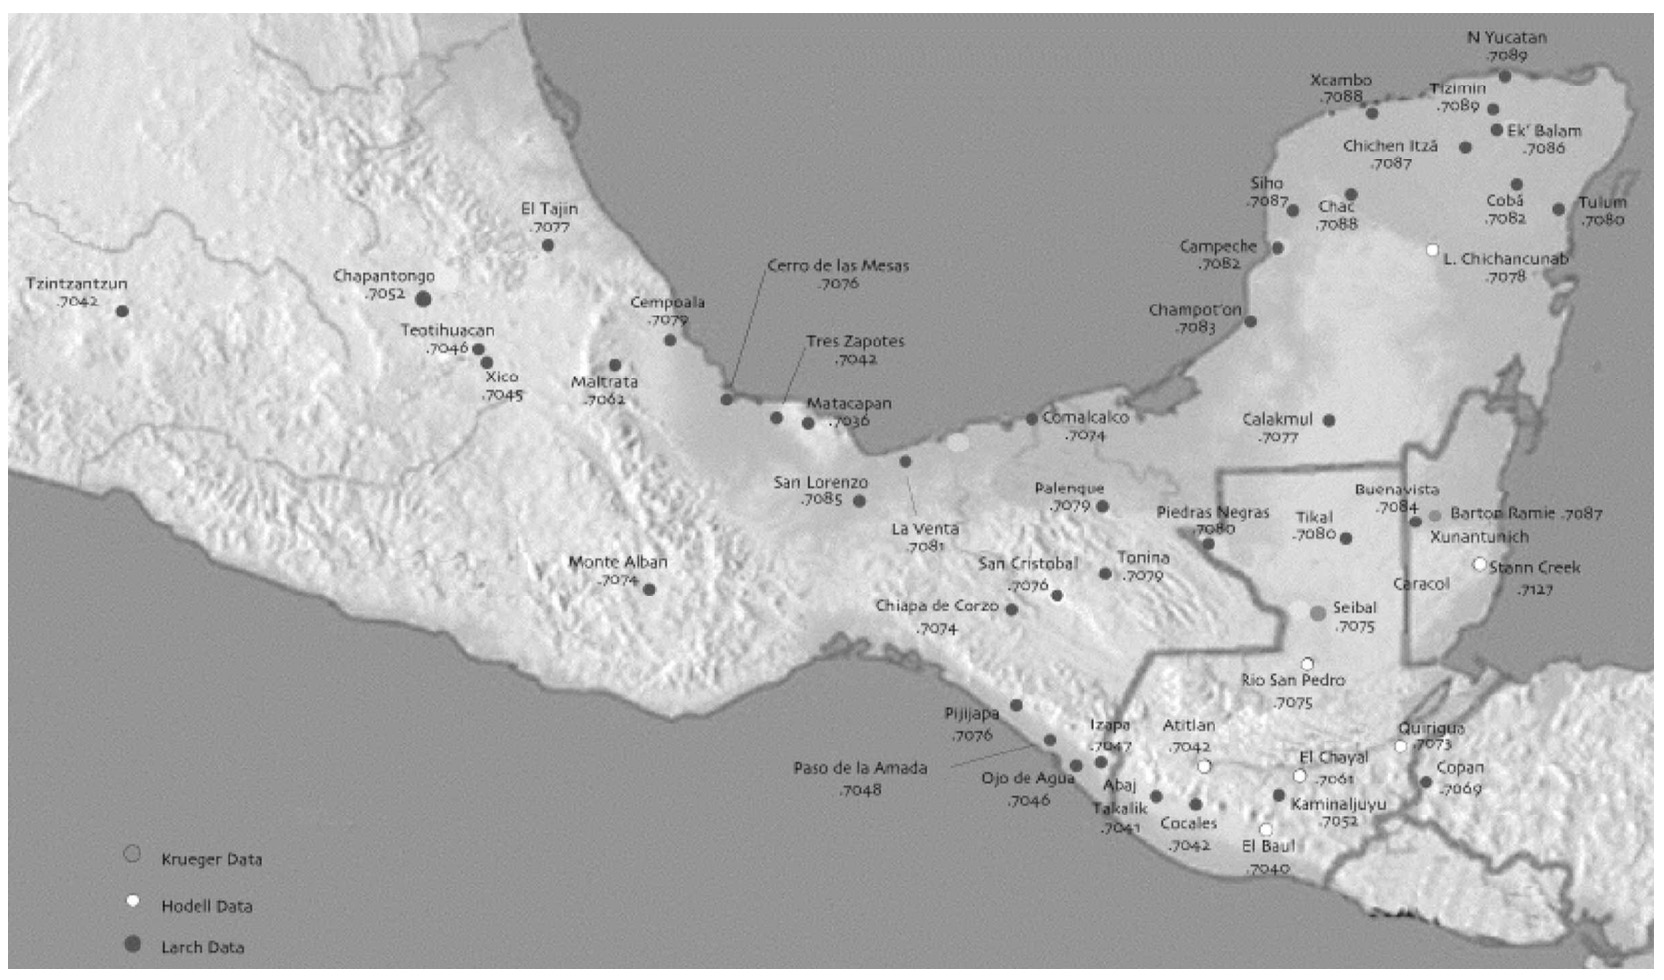 N Yucatan
.7089
Xcambo
.7088
Tizimin
.7089
Ek' Balam
.7086
Chichen Itzá
.7087
Siho
.7087
Chac
.7088
Cobá
.7082
Tulum
.7080
El Tajin
.7077
Campeche
.7082
L. Chichancunab
.7078
Cerro de las Mesas
.7076
Chapantongo
.7052
Tzintzantzun
.7042
Cempoala
.7079
Champot'on
.7083
Teotihuacan
.7046
Tres Zapotes
.7042
Xico
.7045
Maltrata
.7062
Matacapan
.7036
Comalcalco
.7074
Calakmul
.7077
San Lorenzo
.7085
Palenque
.7079
Buenavista
.7084
Piedras Negras
.7080
Tikal
.7080
Barton Ramie .7087
Xunantunich
La Venta
.7081
Monte Alban
.7074
San Cristobal
.7076
Tonina
.7079
Stann Creek
.7127
Caracol
Chiapa de Corzo
.7074
Seibal
.7075
Rio San Pedro
.7075
Pijijapa
.7076
Izapa
.7047
Atitlan
.7042
Quirigua
.7073
Paso de la Amada
.7048
Ojo de Agua
.7046
El Chayal
.7061
Copan
.7069
Abaj
Takalik
.7041
Cocales
.7042
Kaminaljuyu
.7052
El Baul
.7040
Krueger Data
Hodell Data
Larch Data